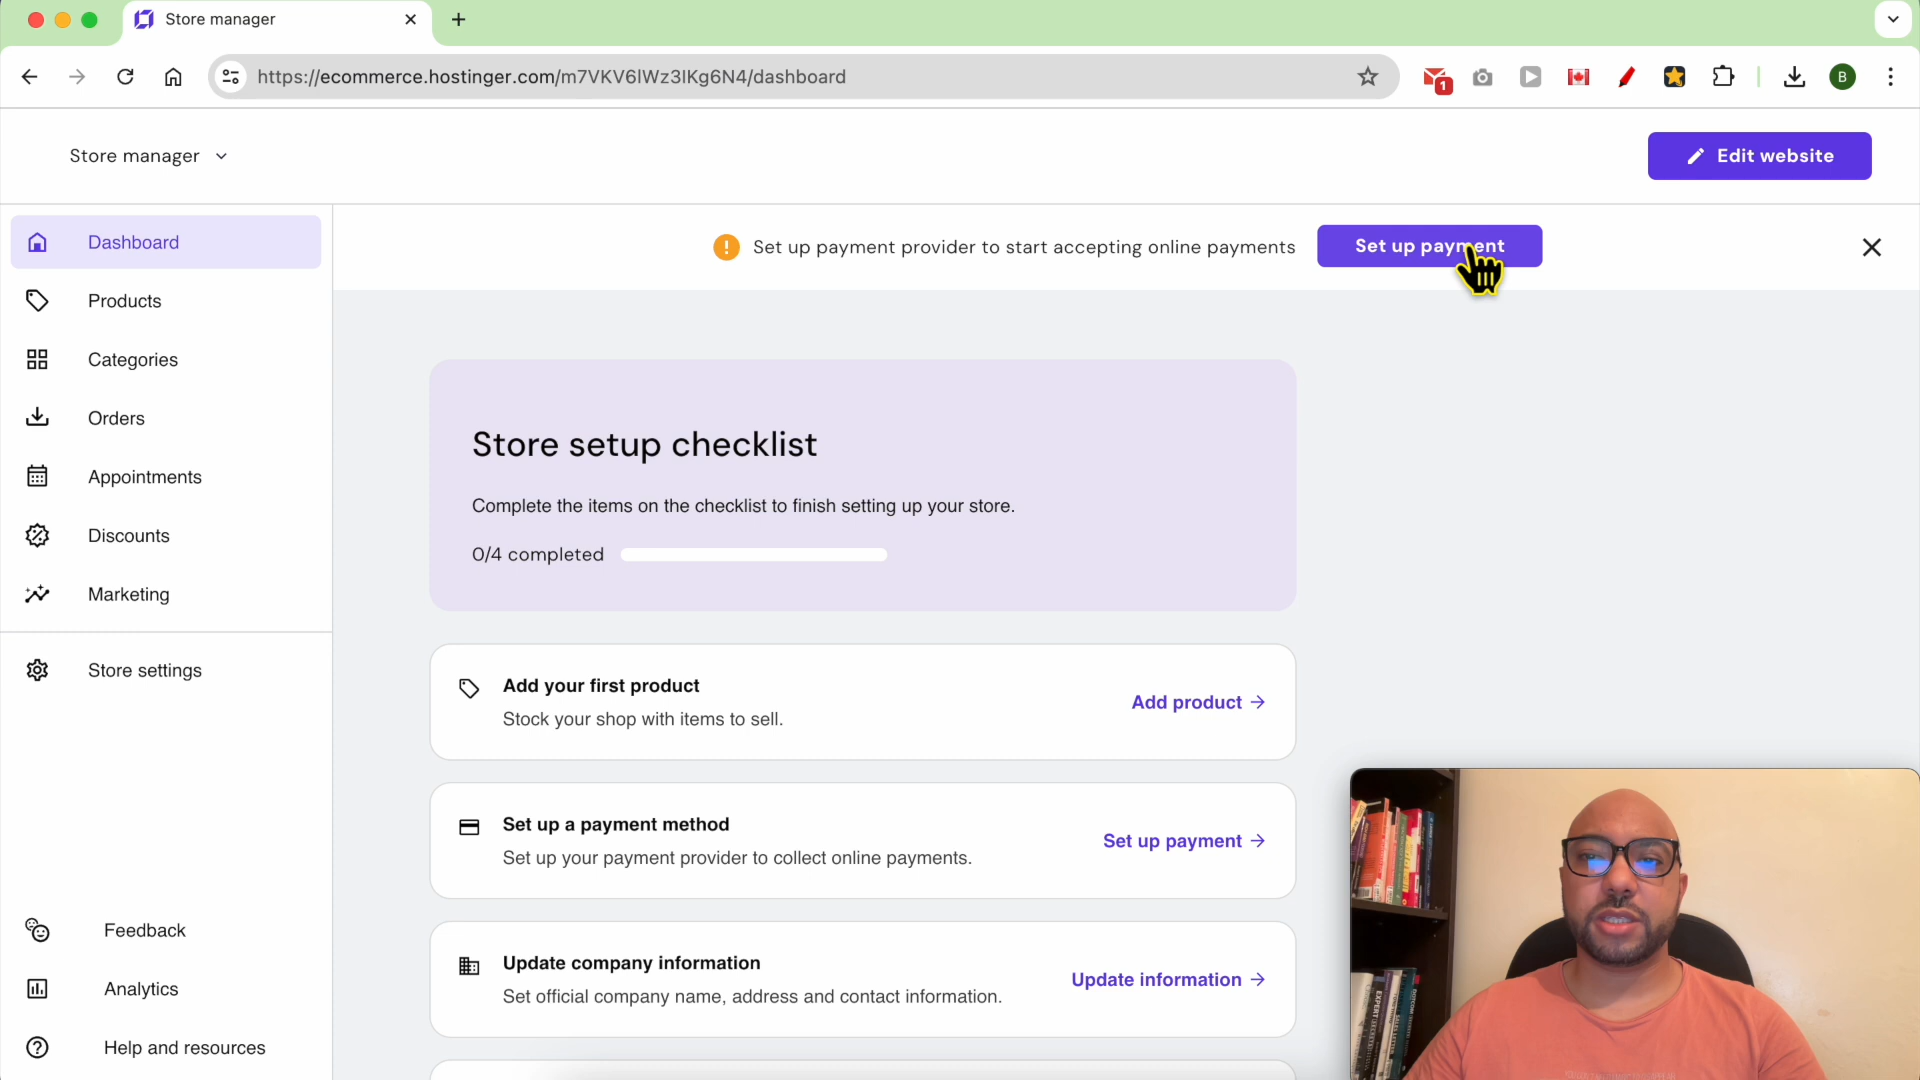 Store manager
https://ecommerce.hostinger.com/m7VKV6lWz3IKg6N4/dashboard
1
B
Store manager
Edit website
Dashboard
Products
Categories
Orders
Appointments
Discounts
Marketing
Store settings
Feedback
Analytics
Help and resources
Set up payment provider to start accepting online payments
Set up payment
Store setup checklist
Complete the items on the checklist to finish setting up your store.
0/4 completed
Add your first product
Stock your shop with items to sell.
Add product
Set up a payment method
Set up your payment provider to collect online payments.
Set up payment
Update company information
Set official company name, address and contact information.
Update information
EXPERT